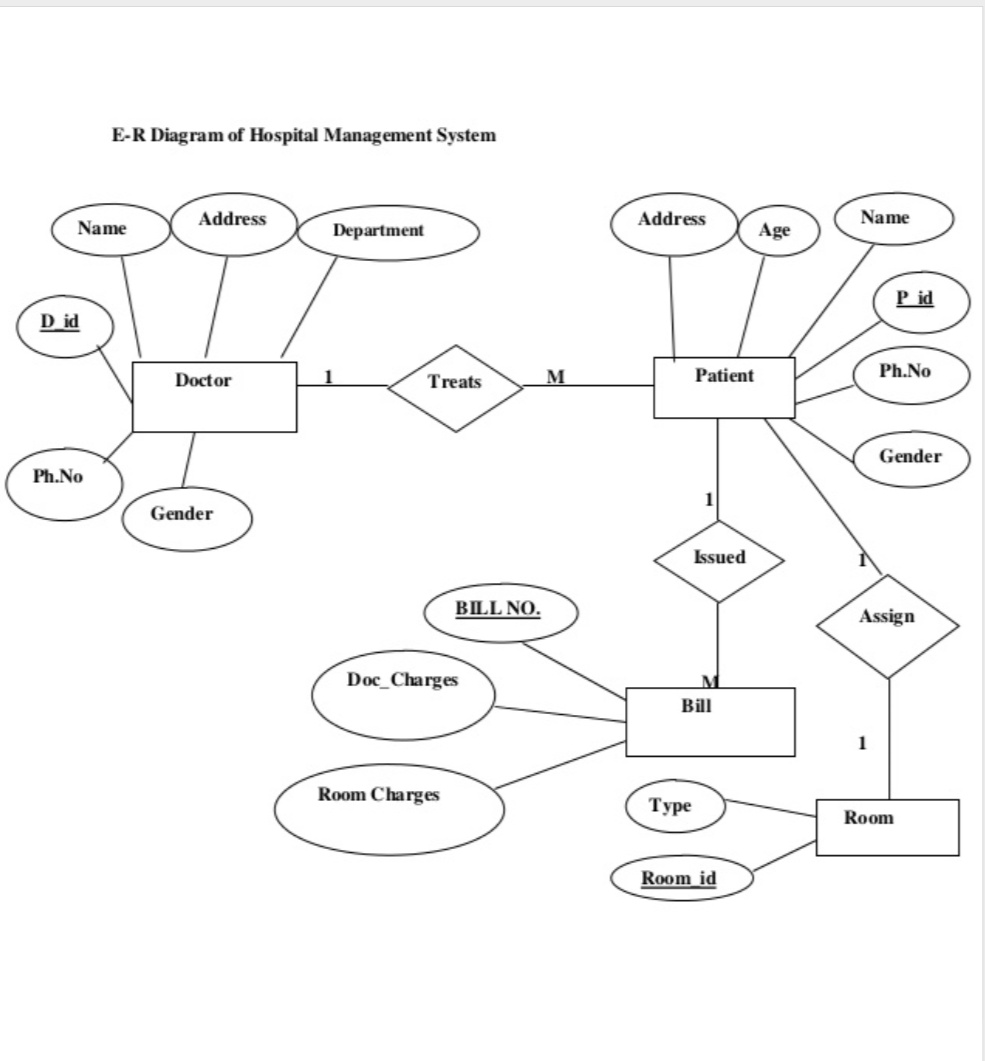 E-R Diagram of Hospital Management System
Name
Address
Department
Address
Age
Name
D_id
P_id
Doctor
1
Treats
M
Patient
Ph.No
Ph.No
Gender
Gender
1
Issued
1
Assign
BILL NO.
Doc_Charges
M
Bill
1
Room Charges
Type
Room
Room_id